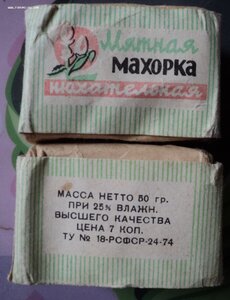 Мятная
МАХОРКА
нюхательная
МАССА НЕТТО 50 гр.
ПРИ 25% ВЛАЖН.
ВЫСШЕГО КАЧЕСТВА
ЦЕНА 7 КОП.
ТУ № 18-РСФСР-24-74